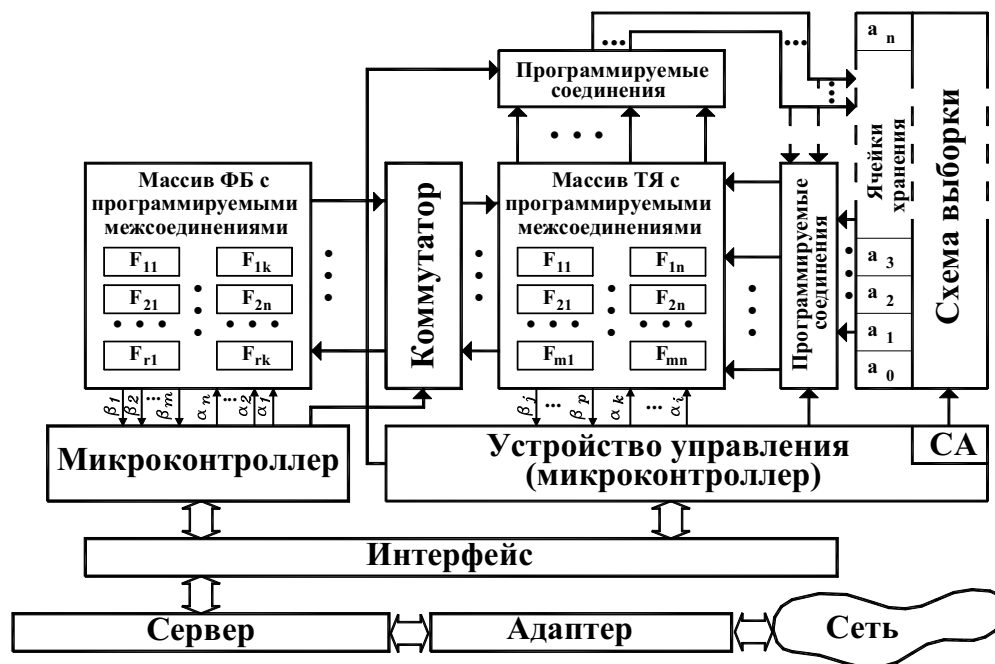 Программируемые
соединения
a n
Ячейки
хранения
a 3
a 2
a 1
a 0
Схема выборки
Массив ФБ с
программируемыми
межсоединениями
F11
F1k
F21
F2n
Fr1
Frk
Коммутатор
Массив ТЯ с
программируемыми
межсоединениями
F11
F1n
F21
F2n
Fm1
Fmn
Программируемые
соединения
β1 β2 ... βm αn ... α2 α1
βj ... βp αk ... αi
Микроконтроллер
Устройство управления
(микроконтроллер)
СА
Интерфейс
Сервер
Адаптер
Сеть